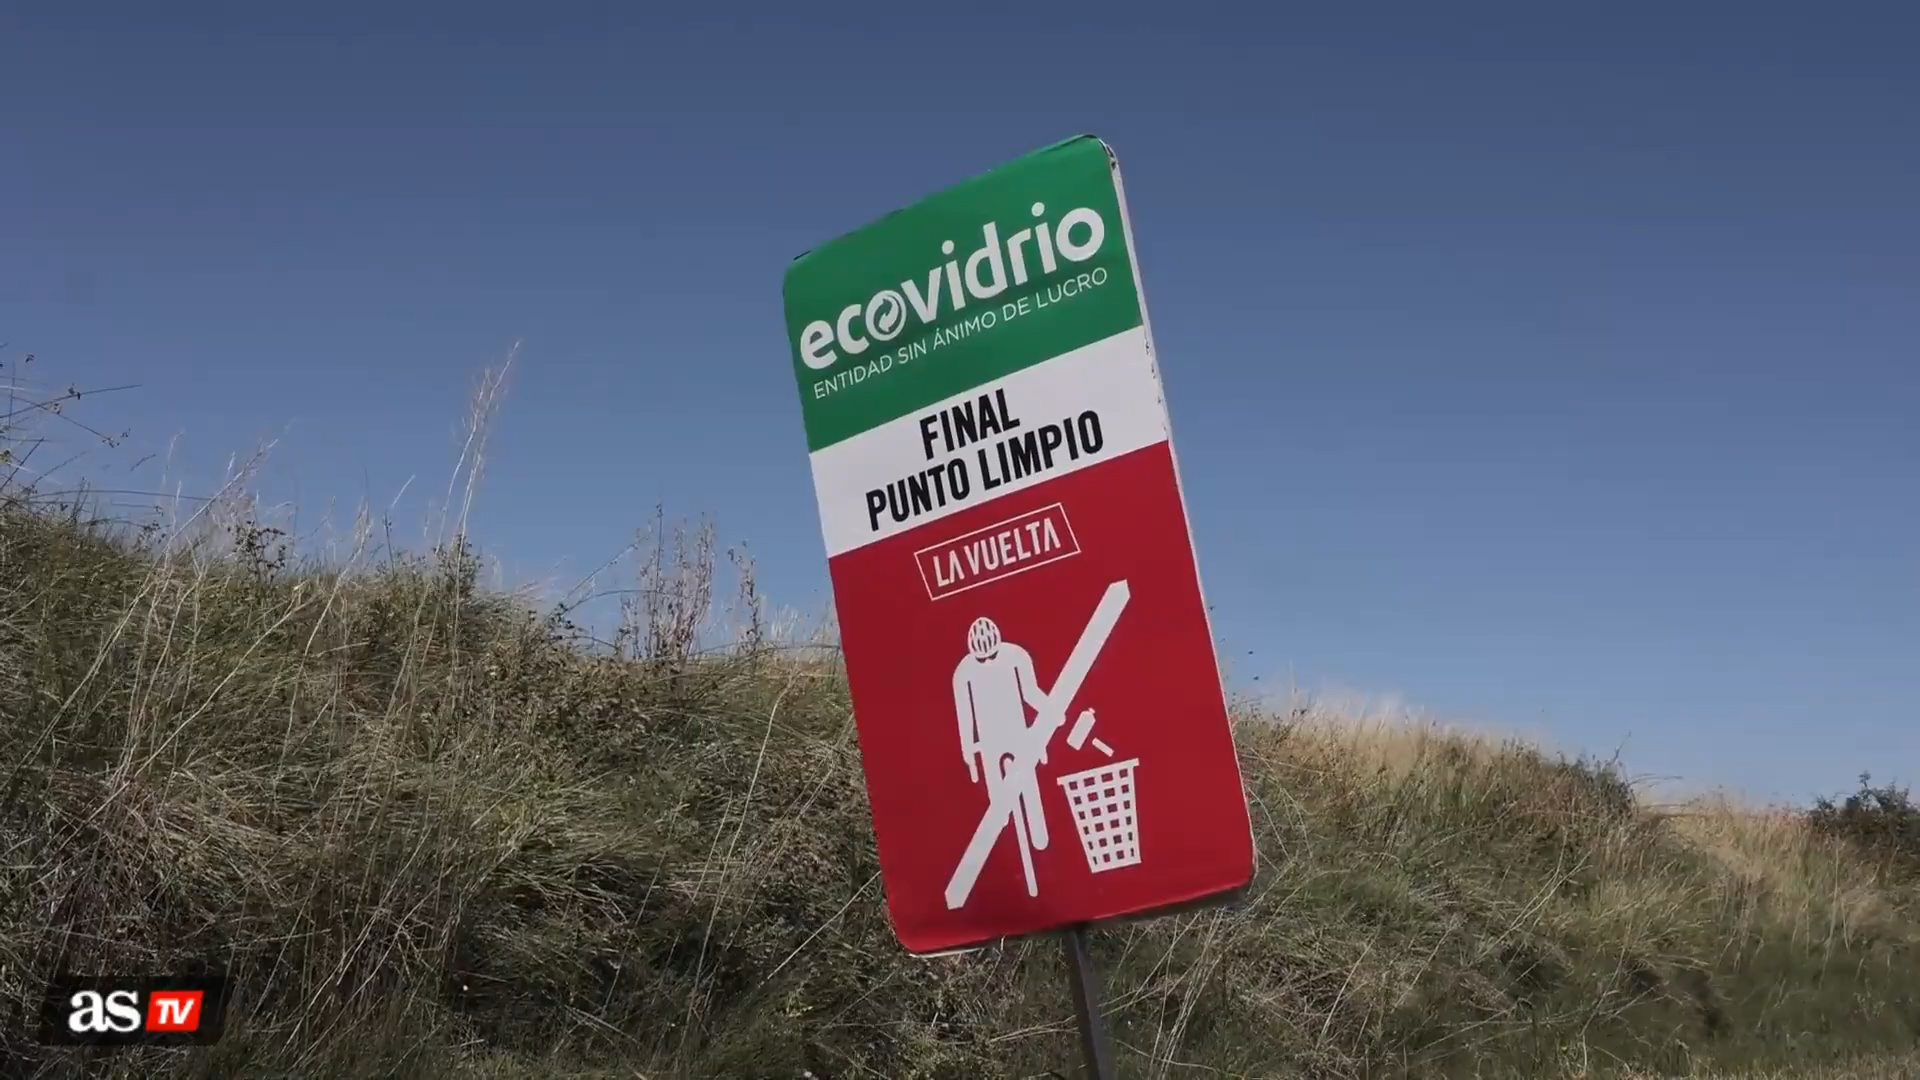 ecovidrio
ENTIDAD SIN ÁNIMO DE LUCRO
FINAL
PUNTO LIMPIO
LA VUELTA
as TV